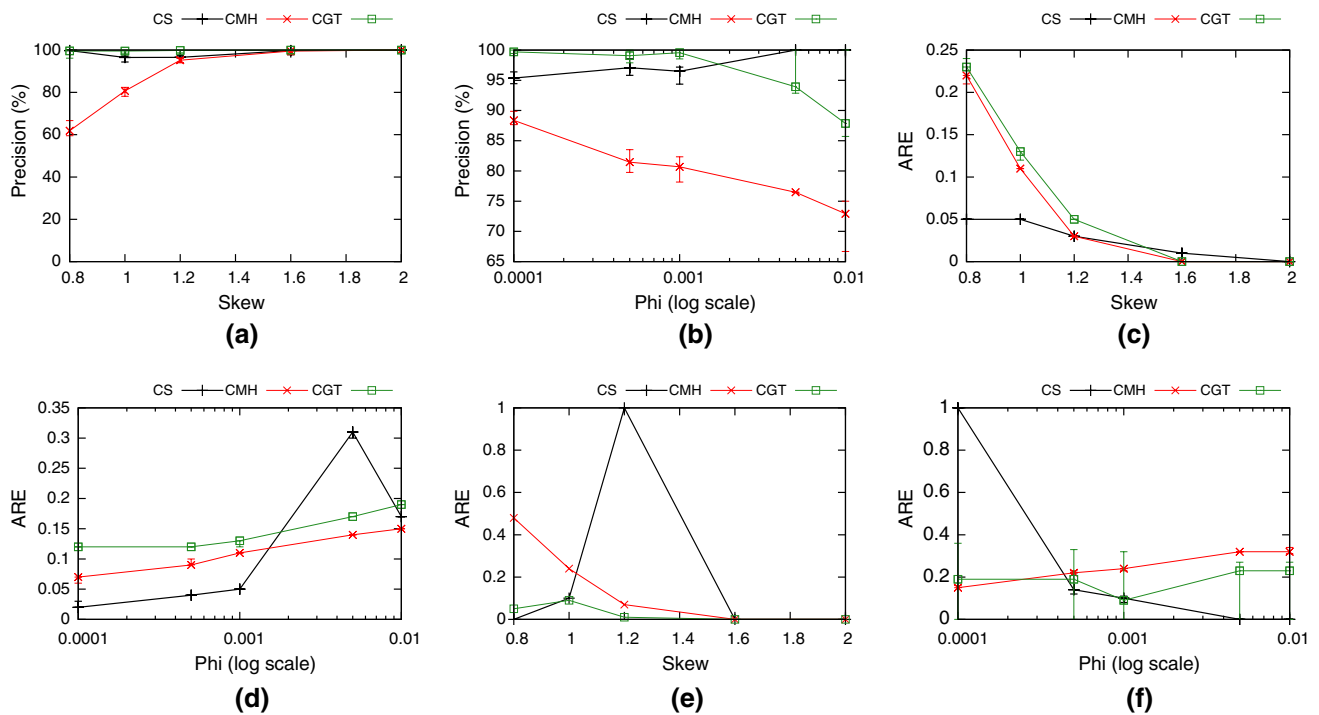 CS CMH CGT
Precision (%)
100
80
60
40
20
0
0.8 1 1.2 1.4 1.6 1.8 2
Skew
(a)
CS CMH CGT
Precision (%)
100
95
90
85
80
75
70
65
0.0001 0.001 0.01
Phi (log scale)
(b)
CS CMH CGT
ARE
0.25
0.2
0.15
0.1
0.05
0
0.8 1 1.2 1.4 1.6 1.8 2
Skew
(c)
CS CMH CGT
ARE
0.35
0.3
0.25
0.2
0.15
0.1
0.05
0
0.0001 0.001 0.01
Phi (log scale)
(d)
CS CMH CGT
ARE
1
0.8
0.6
0.4
0.2
0
0.8 1 1.2 1.4 1.6 1.8 2
Skew
(e)
CS CMH CGT
ARE
1
0.8
0.6
0.4
0.2
0
0.0001 0.001 0.01
Phi (log scale)
(f)